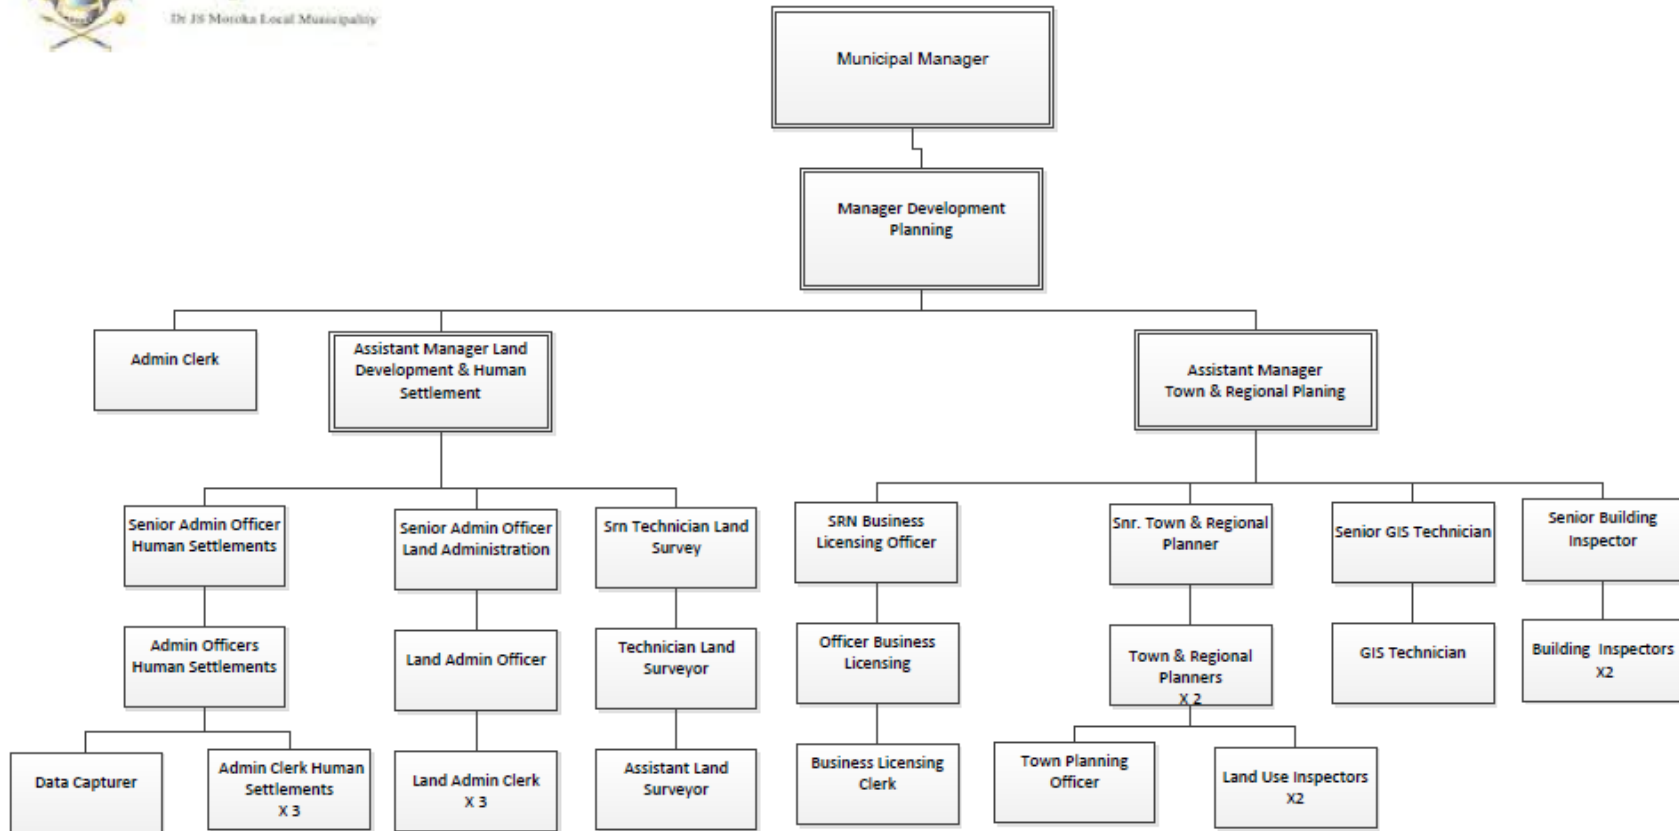 Dr JS Moroka Local Municipality
Municipal Manager
Manager Development
Planning
Admin Clerk
Assistant Manager Land
Development & Human
Settlement
Assistant Manager
Town & Regional Planing
Senior Admin Officer
Human Settlements
Senior Admin Officer
Land Administration
Srn Technician Land
Survey
SRN Business
Licensing Officer
Snr. Town & Regional
Planner
Senior GIS Technician
Senior Building
Inspector
Admin Officers
Human Settlements
Land Admin Officer
Technician Land
Surveyor
Officer Business
Licensing
Town & Regional
Planners
X 2
GIS Technician
Building Inspectors
X2
Data Capturer
Admin Clerk Human
Settlements
X 3
Land Admin Clerk
X 3
Assistant Land
Surveyor
Business Licensing
Clerk
Town Planning
Officer
Land Use Inspectors
X2